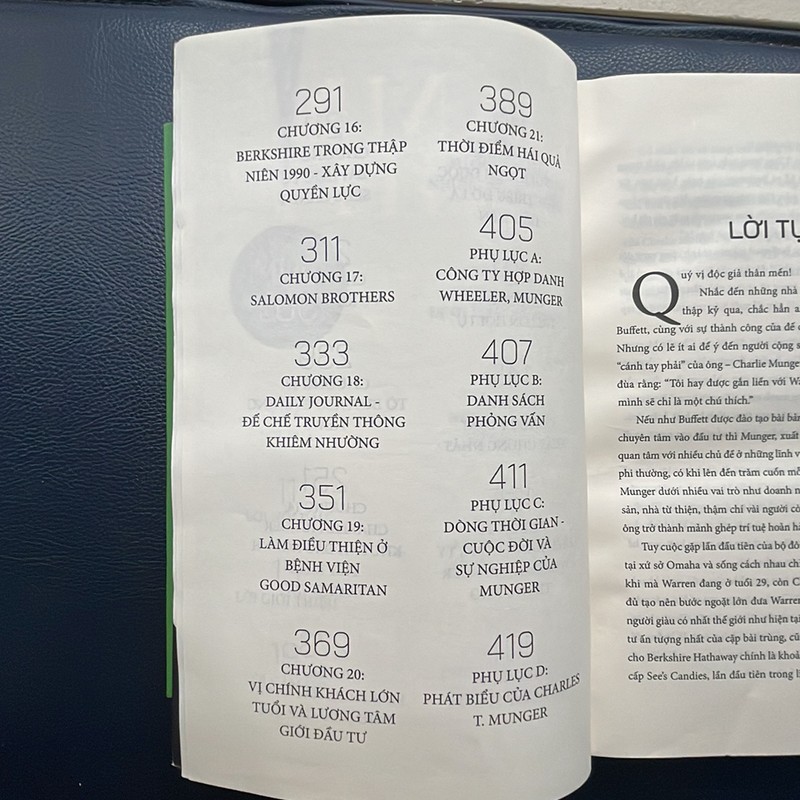 291
CHƯƠNG 16:
BERKSHIRE TRONG THẬP
NIÊN 1990 - XÂY DỰNG
QUYỀN LỰC
311
CHƯƠNG 17:
SALOMON BROTHERS
333
CHƯƠNG 18:
DAILY JOURNAL -
ĐẾ CHẾ TRUYỀN THÔNG
KHIÊM NHƯỜNG
351
CHƯƠNG 19:
LÀM ĐIỀU THIỆN Ở
BỆNH VIỆN
GOOD SAMARITAN
369
CHƯƠNG 20:
VỊ CHÍNH KHÁCH LỚN
TUỔI VÀ LƯƠNG TÂM
GIỚI ĐẦU TƯ
389
CHƯƠNG 21:
THỜI ĐIỂM HÁI QUẢ
NGỌT
405
PHỤ LỤC A:
CÔNG TY HỢP DANH
WHEELER, MUNGER
407
PHỤ LỤC B:
DANH SÁCH
PHỎNG VẤN
411
PHỤ LỤC C:
DÒNG THỜI GIAN -
CUỘC ĐỜI VÀ
SỰ NGHIỆP CỦA
MUNGER
419
PHỤ LỤC D:
PHÁT BIỂU CỦA CHARLES
T. MUNGER
LỜI TỰ
Quý vị độc giả thân mến!
Nhắc đến những nhà
thập kỷ qua, chắc hẳn
Buffett, cùng với sự thành công của đế
Nhưng có lẽ ít ai để ý đến người cộng
"cánh tay phải" của ông – Charlie Munge
đùa rằng: "Tôi hay được gắn liền với Wa
mình sẽ chỉ là một chú thích."
Nếu như Buffett được đào tạo bài bản
chuyên tâm vào đầu tư thì Munger, xuất
quan tâm với nhiều chủ đề ở những lĩnh
phi thường, có khi lên đến trăm cuốn
Munger dưới nhiều vai trò như doanh
sản, nhà từ thiện, thậm chí vài người
ông trở thành mảnh ghép trí tuệ hoàn
Tuy cuộc gặp lần đầu tiên của bộ đô
tại xứ sở Omaha và sống cách nhau
khi mà Warren đang ở tuổi 29, còn C
đủ tạo nên bước ngoặt lớn đưa Warren
người giàu có nhất thế giới như hiện tại
tư ấn tượng nhất của cặp bài trùng,
cho Berkshire Hathaway chính là khoả
cấp See's Candies, lần đầu tiên trong